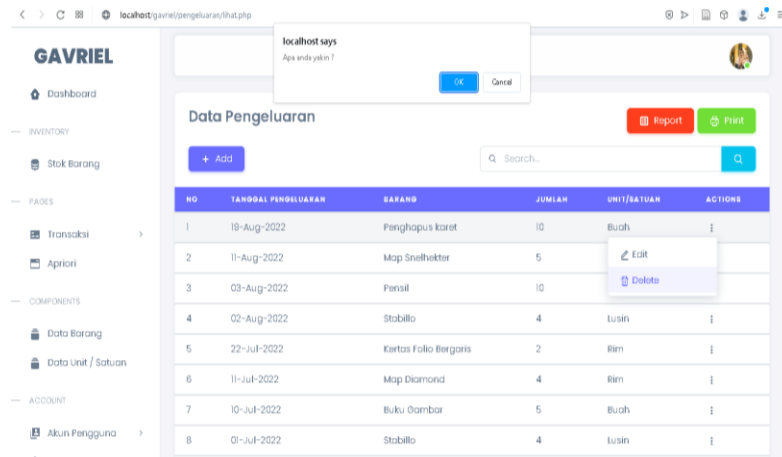 localhost/gavriel/pengeluaran/lihat.php
localhost says
Apa anda yakin ?
OK Cancel
GAVRIEL
Dashboard
INVENTORY
Stok Barang
PAGES
Transaksi
Apriori
COMPONENTS
Data Barang
Data Unit / Satuan
ACCOUNT
Akun Pengguna
Data Pengeluaran
Report Print
+ Add Search..
NO TANGGAL PENGELUARAN BARANG JUMLAH UNIT/SATUAN ACTIONS
1 19-Aug-2022 Penghapus karet 10 Buah
2 11-Aug-2022 Map Snelhekter 5
3 03-Aug-2022 Pensil 10
Edit
Delete
4 02-Aug-2022 Stabillo 4 Lusin
5 22-Jul-2022 Kertas Folio Bergaris 2 Rim
6 11-Jul-2022 Map Diamond 4 Rim
7 10-Jul-2022 Buku Gambar 5 Buah
8 01-Jul-2022 Stabillo 4 Lusin